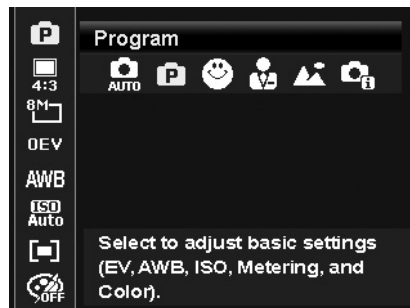 P
Program
4:3
AUTO P i
8M
0EV
AWB
ISO
Auto
OFF
Select to adjust basic settings
(EV, AWB, ISO, Metering, and
Color).